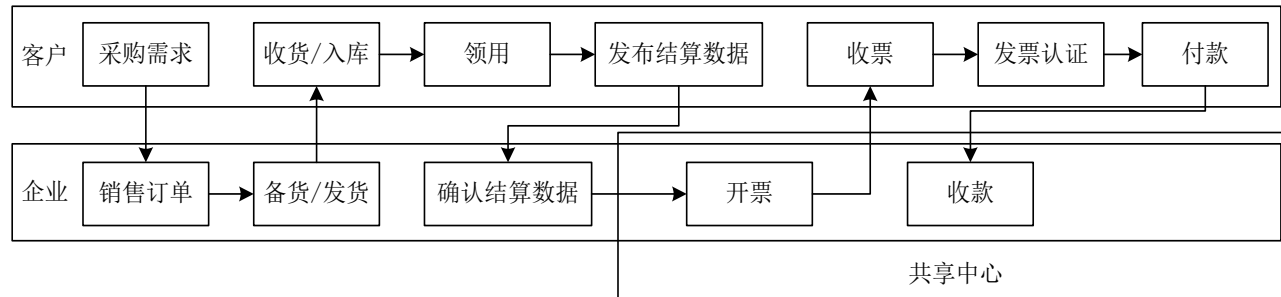 客户
采购需求
收货/入库
领用
发布结算数据
收票
发票认证
付款
企业
销售订单
备货/发货
确认结算数据
开票
收款
共享中心